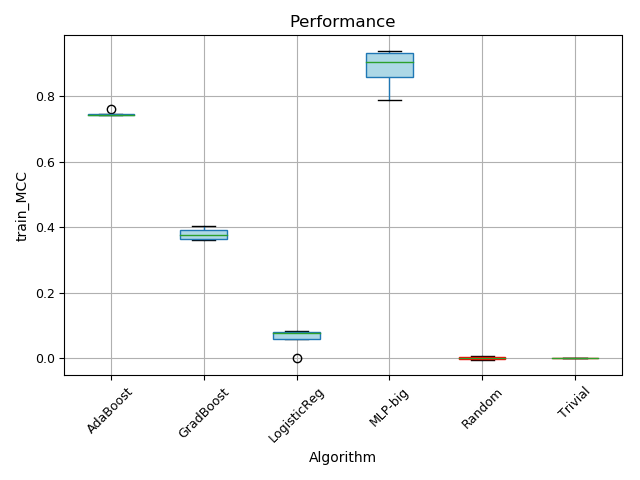 Performance
train_MCC
0.8
0.6
0.4
0.2
0.0
AdaBoost
GradBoost
LogisticReg
MLP-big
Random
Trivial
Algorithm